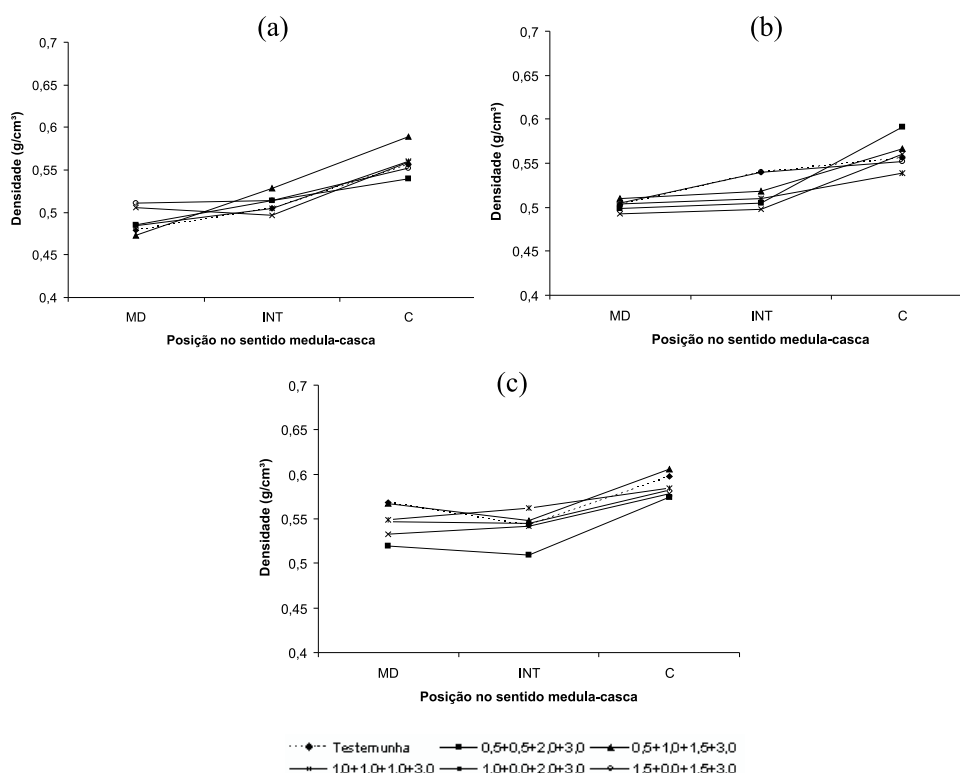 (a)
0,7
0,65
0,6
0,55
0,5
0,45
0,4
Densidade (g/cm³)
MD INT C
Posição no sentido medula-casca
(b)
0,7
0,65
0,6
0,55
0,5
0,45
0,4
Densidade (g/cm³)
MD INT C
Posição no sentido medula-casca
(c)
0,7
0,65
0,6
0,55
0,5
0,45
0,4
Densidade (g/cm³)
MD INT C
Posição no sentido medula-casca
Testemunha 0,5+0,5+2,0+3,0 0,5+1,0+1,5+3,0
1,0+1,0+1,0+3,0 1,0+0,0+2,0+3,0 1,5+0,0+1,5+3,0